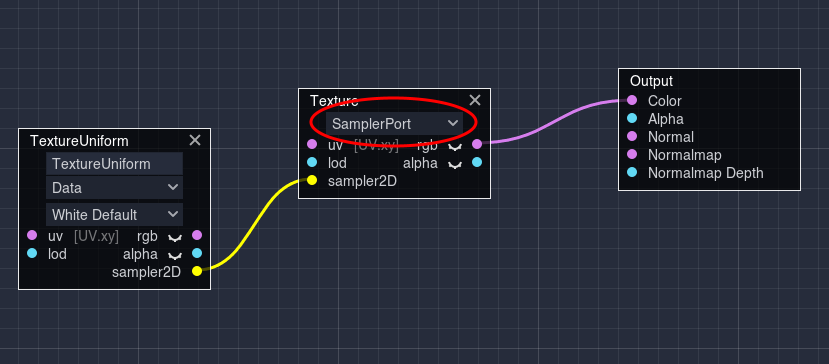 TextureUniform
TextureUniform
Data
White Default
uv [UV.xy] rgb
lod alpha
sampler2D
Texture
SamplerPort
uv [UV.xy] rgb
lod alpha
sampler2D
Output
Color
Alpha
Normal
Normalmap
Normalmap Depth